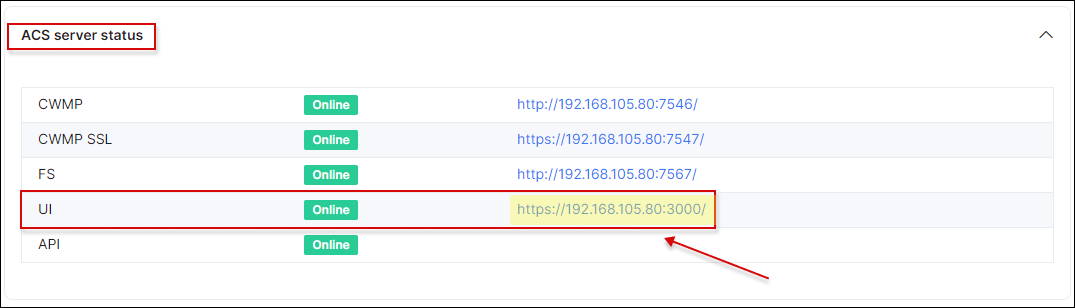 ACS server status
CWMP Online http://192.168.105.80:7546/
CWMP SSL Online https://192.168.105.80:7547/
FS Online http://192.168.105.80:7567/
UI Online https://192.168.105.80:3000/
API Online